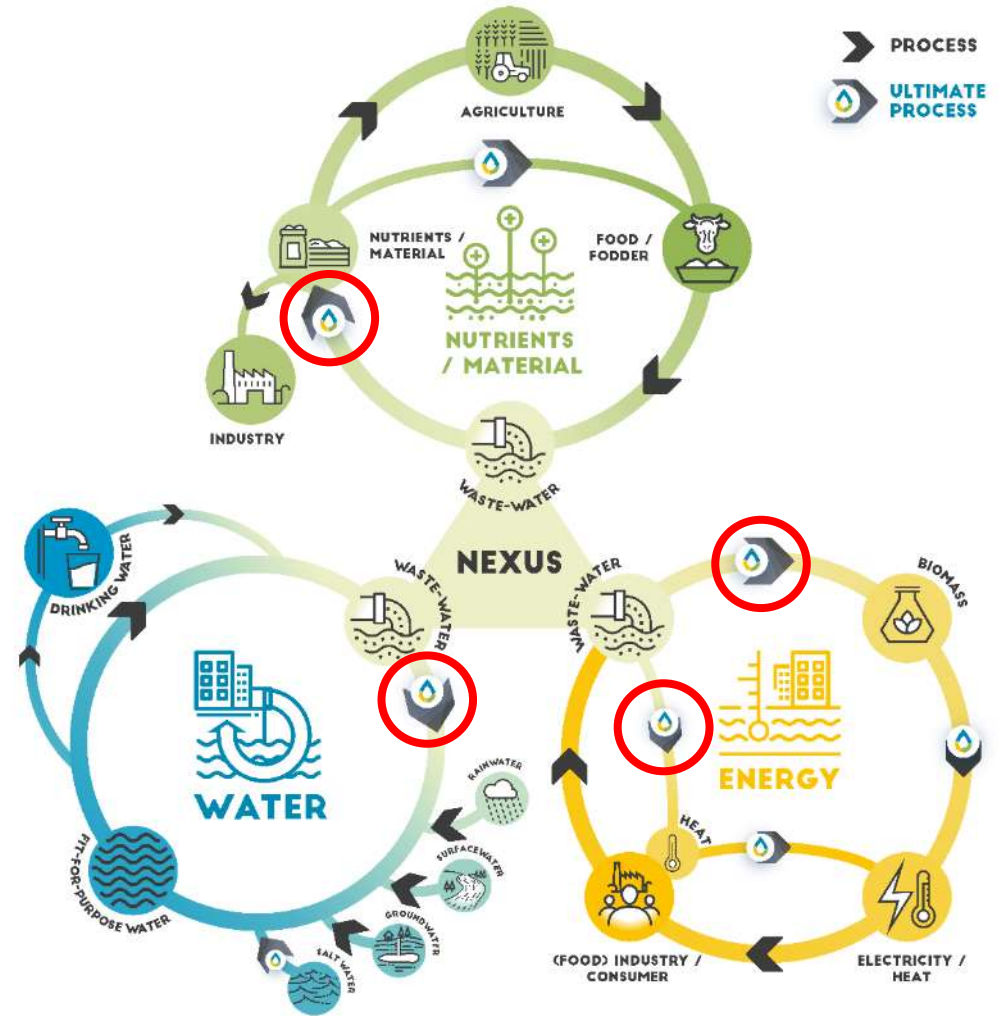 PROCESS
ULTIMATE
PROCESS
AGRICULTURE
NUTRIENTS /
MATERIAL
FOOD /
FODDER
NUTRIENTS
/ MATERIAL
INDUSTRY
WASTE-WATER
NEXUS
DRINKING WATER
WASTE-WATER
WATER
FIT-FOR-PURPOSE WATER
RAINWATER
SURFACEWATER
GROUNDWATER
SALT WATER
WASTE-WATER
BIOMASS
ENERGY
HEAT
(FOOD) INDUSTRY /
CONSUMER
ELECTRICITY /
HEAT